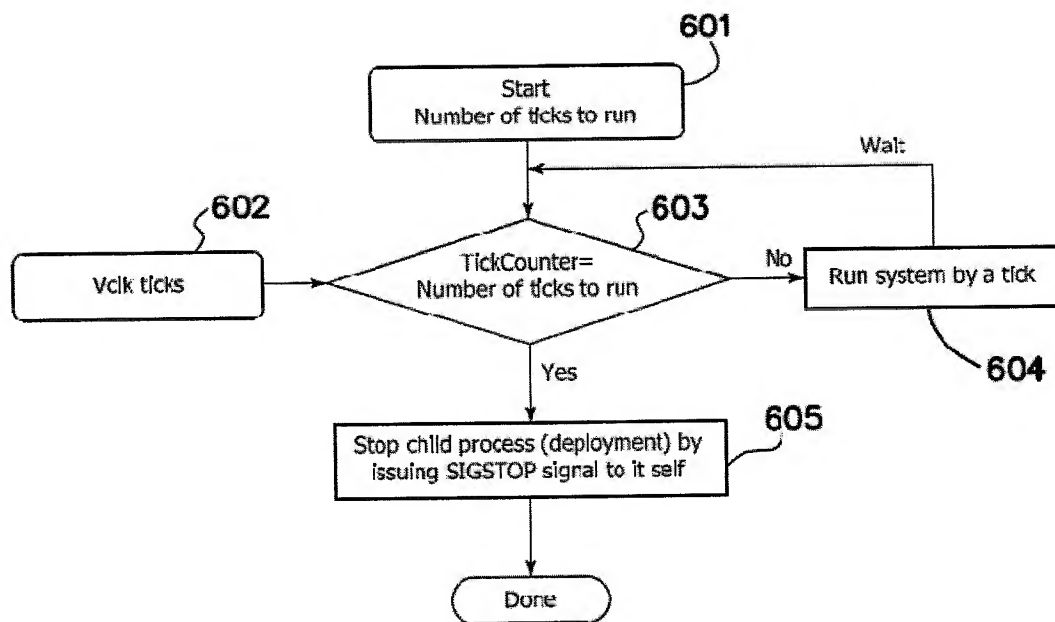 601
Start
Number of ticks to run
Wait
602
603
Vclk ticks
TickCounter=
Number of ticks to run
No
Run system by a tick
604
Yes
605
Stop child process (deployment) by
issuing SIGSTOP signal to it self
Done